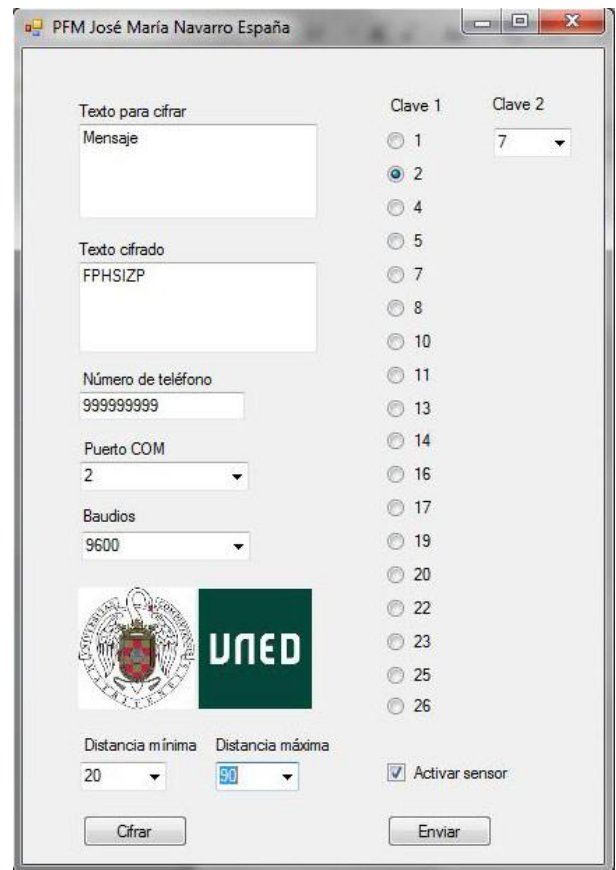 PFM José María Navarro España
Texto para cifrar
Mensaje
Texto cifrado
FPHSIZP
Número de teléfono
999999999
Puerto COM
2
Baudios
9600
UNED
Distancia mínima
20
Distancia máxima
90
Cifrar
Clave 1
1
2
4
5
7
8
10
11
13
14
16
17
19
20
22
23
25
26
Clave 2
7
Activar sensor
Enviar